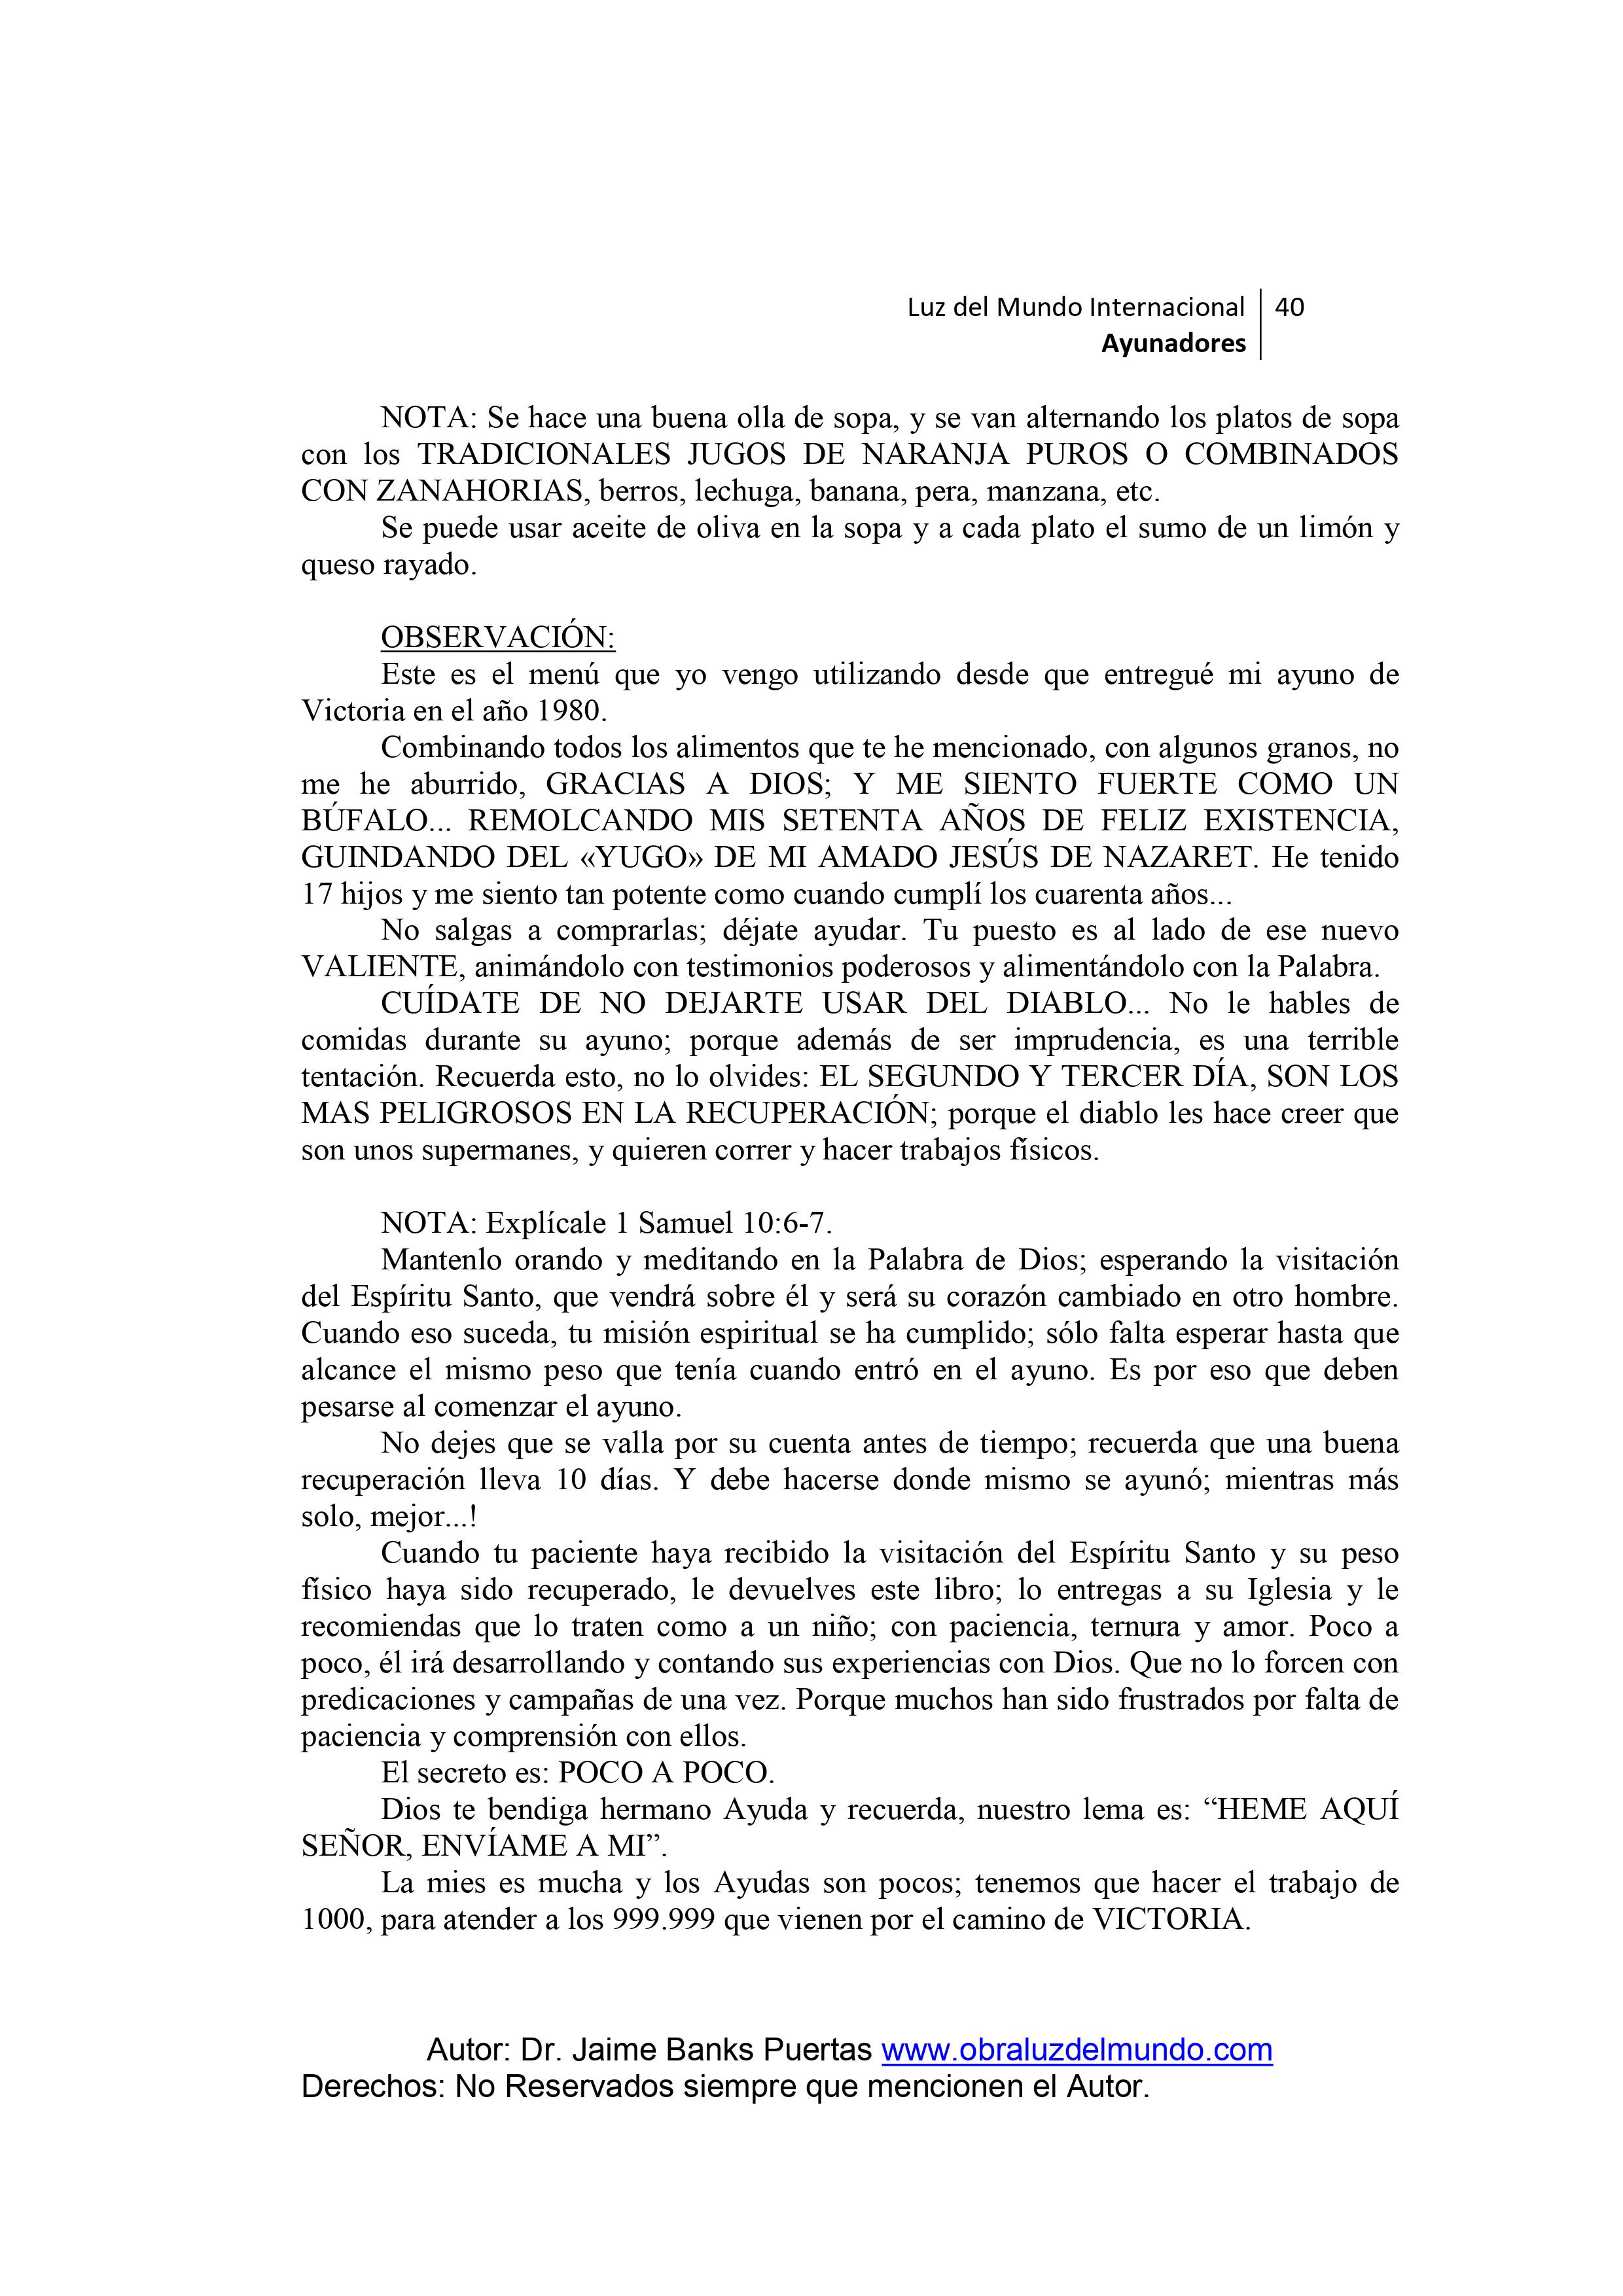 Luz del Mundo Internacional 40
Ayunadores
NOTA: Se hace una buena olla de sopa, y se van alternando los platos de sopa
con los TRADICIONALES JUGOS DE NARANJA PUROS O COMBINADOS
CON ZANAHORIAS, berros, lechuga, banana, pera, manzana, etc.
Se puede usar aceite de oliva en la sopa y a cada plato el sumo de un limón y
queso rayado.
OBSERVACIÓN:
Este es el menú que yo vengo utilizando desde que entregué mi ayuno de
Victoria en el año 1980.
Combinando todos los alimentos que te he mencionado, con algunos granos, no
me he aburrido, GRACIAS A DIOS; Y ME SIENTO FUERTE COMO UN
BÚFALO... REMOLCANDO MIS SETENTA AÑOS DE FELIZ EXISTENCIA,
GUINDANDO DEL «YUGO» DE MI AMADO JESÚS DE NAZARET. He tenido
17 hijos y me siento tan potente como cuando cumplí los cuarenta años...
No salgas a comprarlas; déjate ayudar. Tu puesto es al lado de ese nuevo
VALIENTE, animándolo con testimonios poderosos y alimentándolo con la Palabra.
CUÍDATE DE NO DEJARTE USAR DEL DIABLO... No le hables de
comidas durante su ayuno; porque además de ser imprudencia, es una terrible
tentación. Recuerda esto, no lo olvides: EL SEGUNDO Y TERCER DÍA, SON LOS
MAS PELIGROSOS EN LA RECUPERACIÓN; porque el diablo les hace creer que
son unos supermanes, y quieren correr y hacer trabajos físicos.
NOTA: Explícale 1 Samuel 10:6-7.
Mantenlo orando y meditando en la Palabra de Dios; esperando la visitación
del Espíritu Santo, que vendrá sobre él y será su corazón cambiado en otro hombre.
Cuando eso suceda, tu misión espiritual se ha cumplido; sólo falta esperar hasta que
alcance el mismo peso que tenía cuando entró en el ayuno. Es por eso que deben
pesarse al comenzar el ayuno.
No dejes que se valla por su cuenta antes de tiempo; recuerda que una buena
recuperación lleva 10 días. Y debe hacerse donde mismo se ayunó; mientras más
solo, mejor...!
Cuando tu paciente haya recibido la visitación del Espíritu Santo y su peso
físico haya sido recuperado, le devuelves este libro; lo entregas a su Iglesia y le
recomiendas que lo traten como a un niño; con paciencia, ternura y amor. Poco a
poco, él irá desarrollando y contando sus experiencias con Dios. Que no lo forcen con
predicaciones y campañas de una vez. Porque muchos han sido frustrados por falta de
paciencia y comprensión con ellos.
El secreto es: POCO A POCO.
Dios te bendiga hermano Ayuda y recuerda, nuestro lema es: “HEME AQUÍ
SEÑOR, ENVÍAME A MI”.
La mies es mucha y los Ayudas son pocos; tenemos que hacer el trabajo de
1000, para atender a los 999.999 que vienen por el camino de VICTORIA.
Autor: Dr. Jaime Banks Puertas www.obraluzdelmundo.com
Derechos: No Reservados siempre que mencionen el Autor.